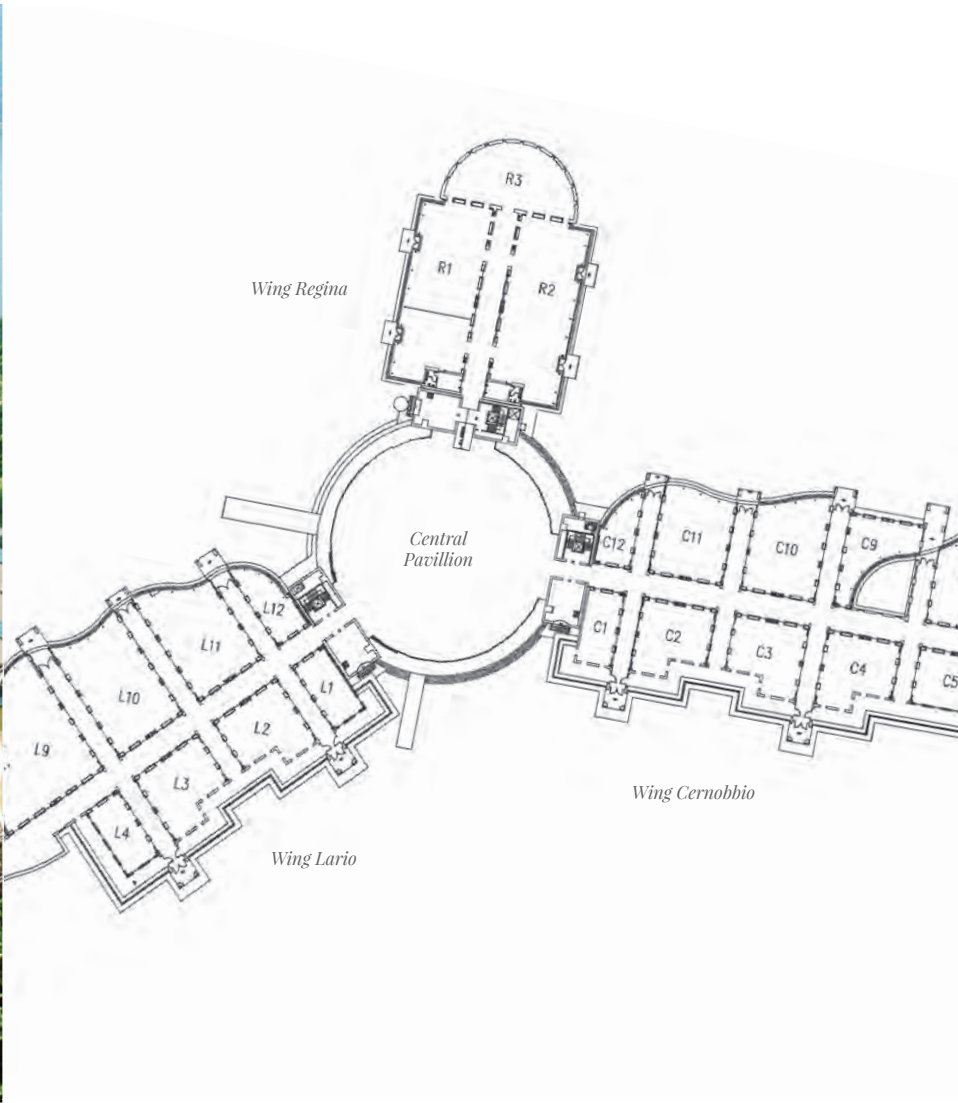 R3
R1
R2
Wing Regina
Central
Pavillion
C12
C11
C10
C9
C1
C2
C3
C4
C5
L12
L11
L10
L9
L1
L2
L3
L4
Wing Cernobbio
Wing Lario